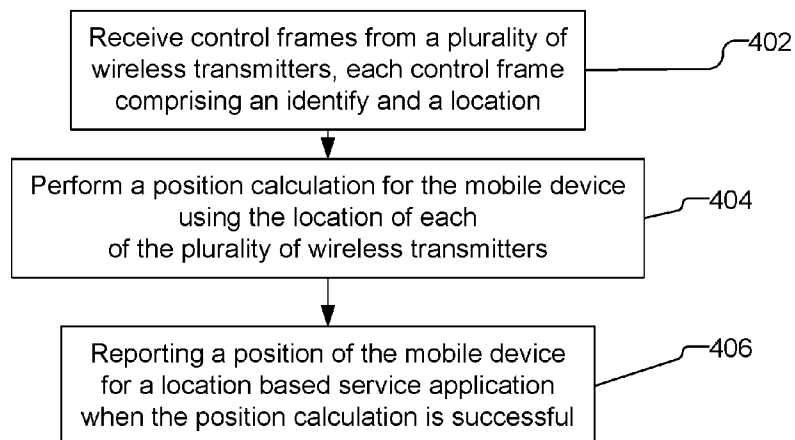 Receive control frames from a plurality of
wireless transmitters, each control frame
comprising an identify and a location
402
Perform a position calculation for the mobile device
using the location of each
of the plurality of wireless transmitters
404
Reporting a position of the mobile device
for a location based service application
when the position calculation is successful
406